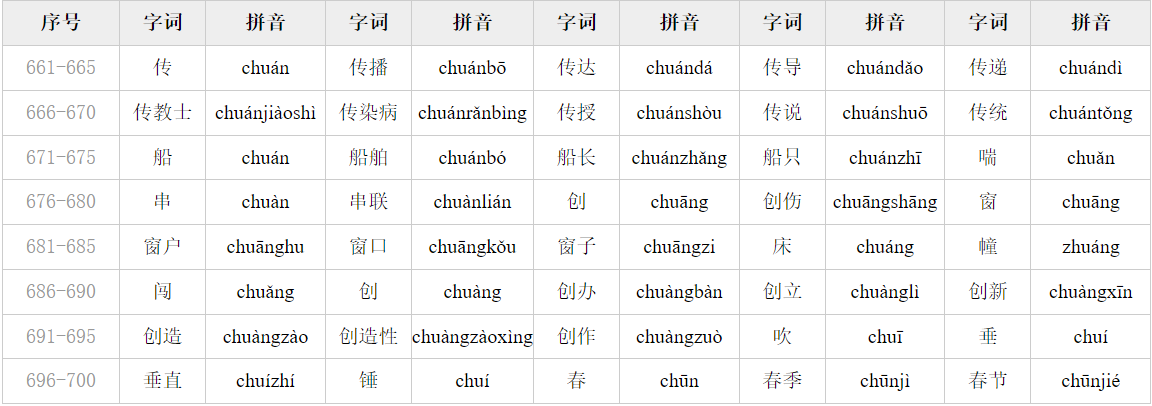 序号 字词 拼音 字词 拼音 字词 拼音 字词 拼音 字词 拼音
661-665 传 chuán 传播 chuánbō 传达 chuándá 传导 chuándǎo 传递 chuándì
666-670 传教士 chuánjiàoshì 传染病 chuánrǎnbìng 传授 chuánshòu 传说 chuánshuō 传统 chuántǒng
671-675 船 chuán 船舶 chuánbó 船长 chuánzhǎng 船只 chuánzhī 喘 chuǎn
676-680 串 chuàn 串联 chuànlián 创 chuāng 创伤 chuāngshāng 窗 chuāng
681-685 窗户 chuānghu 窗口 chuāngkǒu 窗子 chuāngzi 床 chuáng 幢 zhuáng
686-690 闯 chuǎng 创 chuàng 创办 chuàngbàn 创立 chuànglì 创新 chuàngxīn
691-695 创造 chuàngzào 创造性 chuàngzàoxìng 创作 chuàngzuò 吹 chuī 垂 chuí
696-700 垂直 chuízhí 锤 chuí 春 chūn 春季 chūnjì 春节 chūnjié